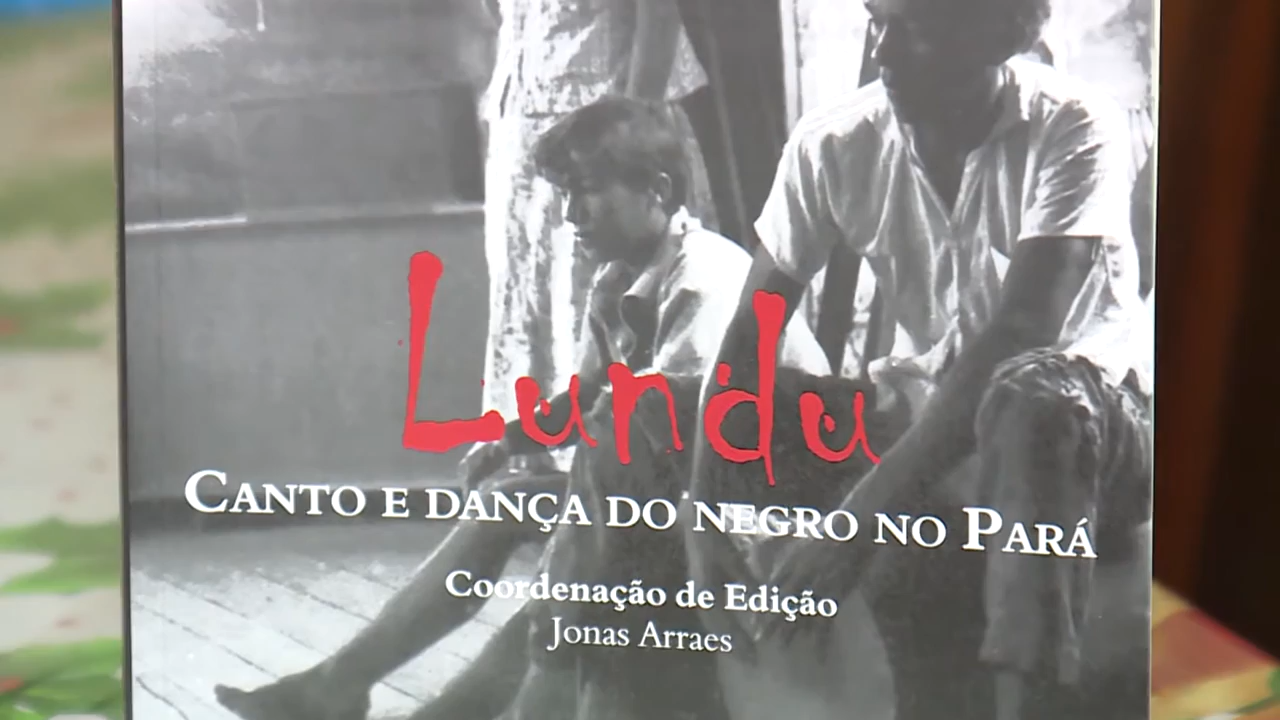 Lundu
CANTO E DANÇA DO NEGRO NO PARÁ
Coordenação de Edição
Jonas Arraes